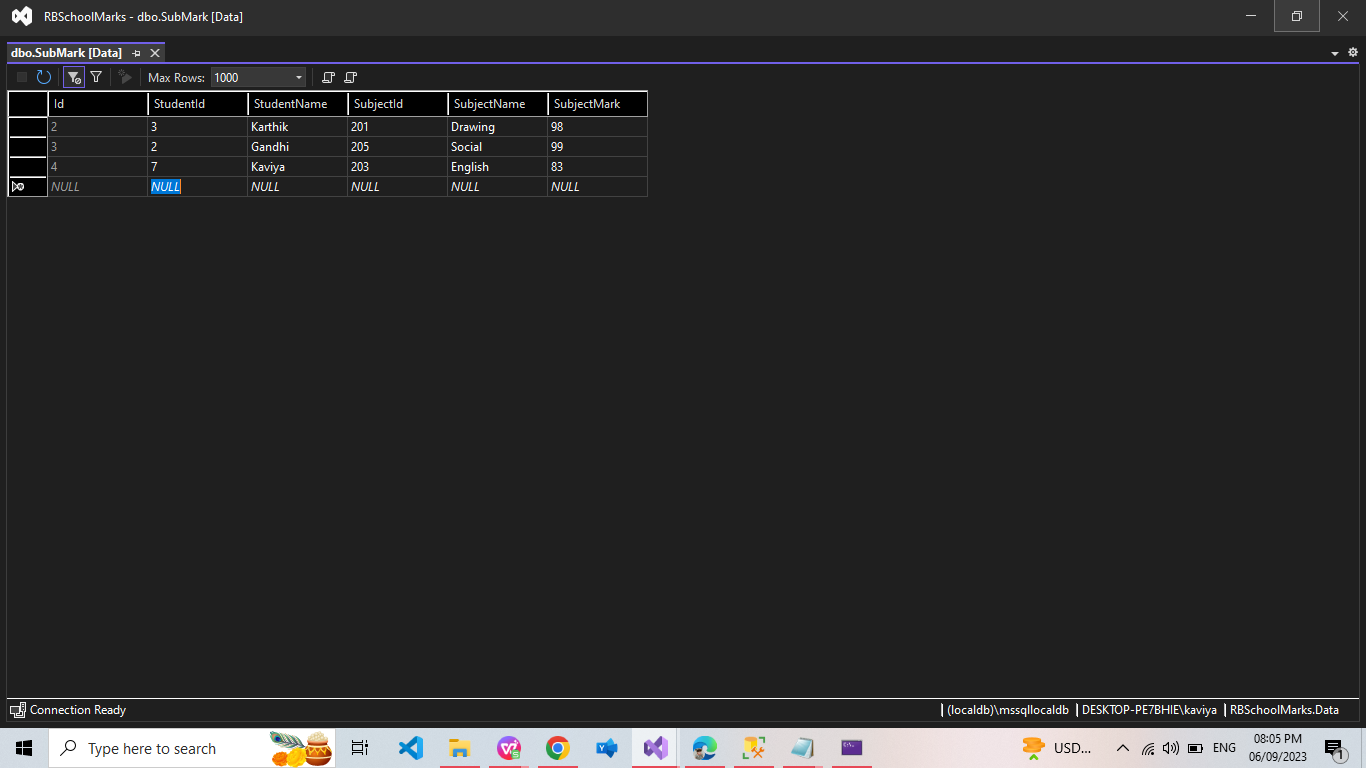 RBSchoolMarks - dbo.SubMark [Data]
dbo.SubMark [Data]
Max Rows: 1000
Id StudentId StudentName SubjectId SubjectName SubjectMark
2 3 Karthik 201 Drawing 98
3 2 Gandhi 205 Social 99
4 7 Kaviya 203 English 83
NULL NULL NULL NULL NULL NULL
Connection Ready (localdb)\mssqllocaldb DESKTOP-PE7BHIE\kaviya RBSchoolMarks.Data
Type here to search USD... ENG 08:05 PM
06/09/2023 1